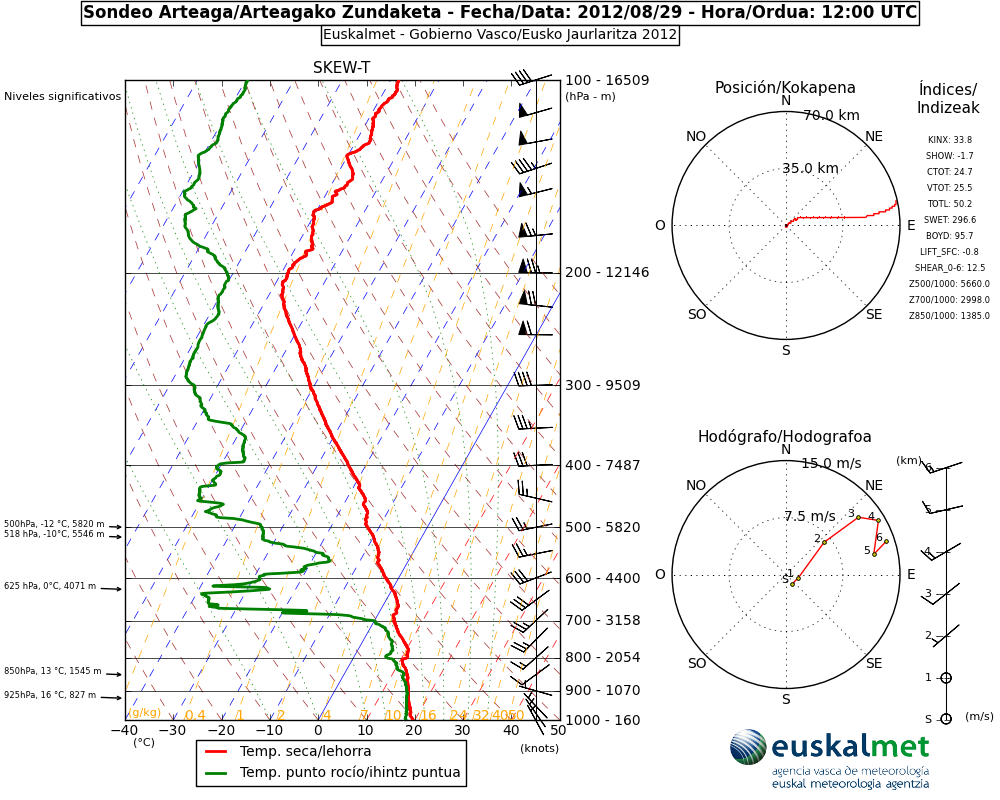 Sondeo Arteaga/Arteagako Zundaketa - Fecha/Data: 2012/08/29 - Hora/Ordua: 12:00 UTC
Euskalmet - Gobierno Vasco/Eusko Jaurlaritza 2012
SKEW-T
Niveles significativos
100 - 16509
(hPa - m)
200 - 12146
300 - 9509
400 - 7487
500 - 5820
600 - 4400
700 - 3158
800 - 2054
900 - 1070
1000 - 160
500hPa, -12 °C, 5820 m
518 hPa, -10°C, 5546 m
625 hPa, 0°C, 4071 m
850hPa, 13 °C, 1545 m
925hPa, 16 °C, 827 m
(g/kg) 0.4 1 2 4 7 10 16 24 32 40 50
−40 −30 −20 −10 0 10 20 30 40 50
(°C)
(knots)
Temp. seca/lehorra
Temp. punto rocío/ihintz puntua
Posición/Kokapena
N
70.0 km
NO
NE
35.0 km
O
E
SO
SE
S
Índices/
Indizeak
KINX: 33.8
SHOW: -1.7
CTOT: 24.7
VTOT: 25.5
TOTL: 50.2
SWET: 296.6
BOYD: 95.7
LIFT_SFC: -0.8
SHEAR_0-6: 12.5
Z500/1000: 5660.0
Z700/1000: 2998.0
Z850/1000: 1385.0
Hodógrafo/Hodografoa
N
15.0 m/s
NO
NE
7.5 m/s
3
4
2
6
5
1
S
O
E
SO
SE
S
(km)
6
5
4
3
2
1
S
(m/s)
euskalmet
agencia vasca de meteorología
euskal meteorologia agentzia